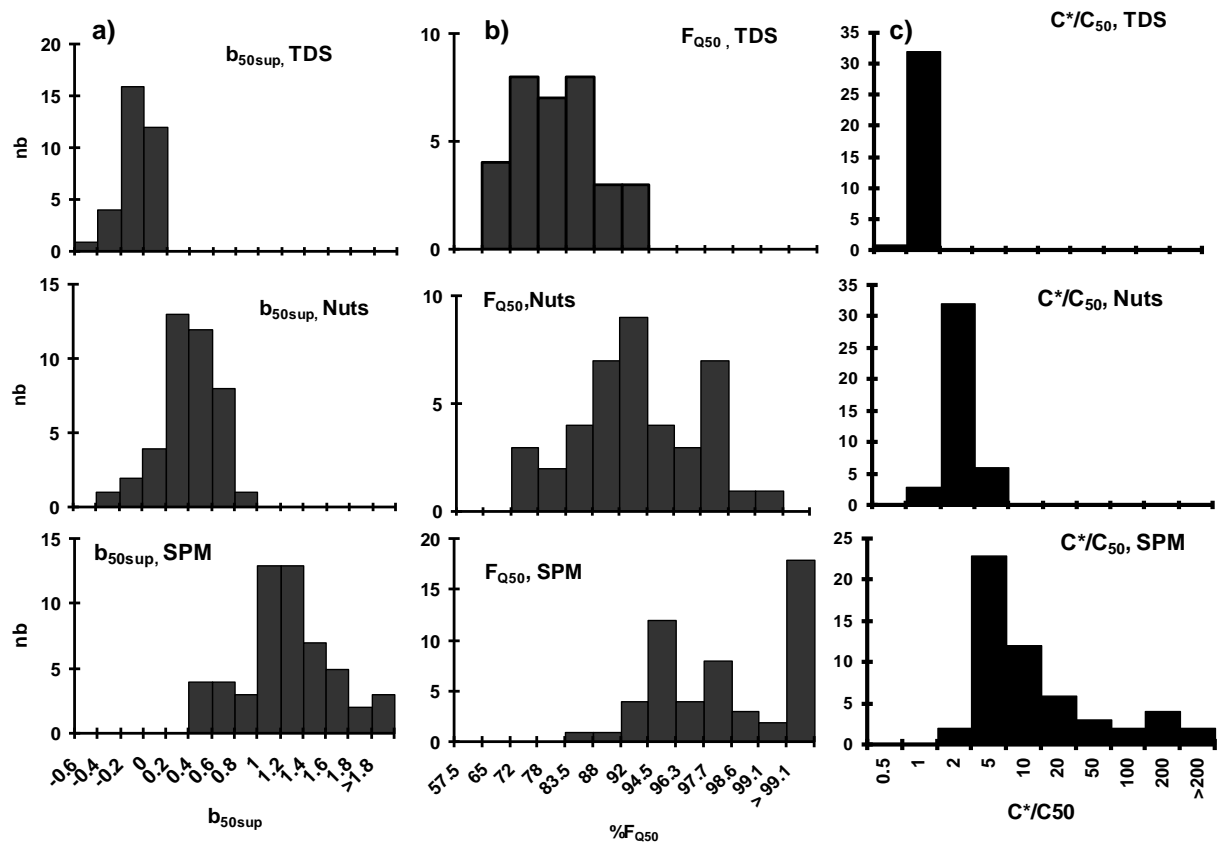 a)
b50sup, TDS
20
15
10
5
0
nb
b)
FQ50 , TDS
10
5
0
c)
C*/C50, TDS
35
30
25
20
15
10
5
0
b50sup, Nuts
15
10
5
0
nb
FQ50,Nuts
10
5
0
C*/C50, Nuts
35
30
25
20
15
10
5
0
b50sup, SPM
20
15
10
5
0
nb
-0.6 -0.4 -0.2 0 0.2 0.4 0.6 0.8 1 1.2 1.4 1.6 1.8 >1.8
b50sup
FQ50, SPM
20
15
10
5
0
57.5 65 72 78 83.5 88 92 94.5 96.3 97.7 98.6 99.1 > 99.1
%FQ50
C*/C50, SPM
25
20
15
10
5
0
0.5 1 2 5 10 20 50 100 200 >200
C*/C50